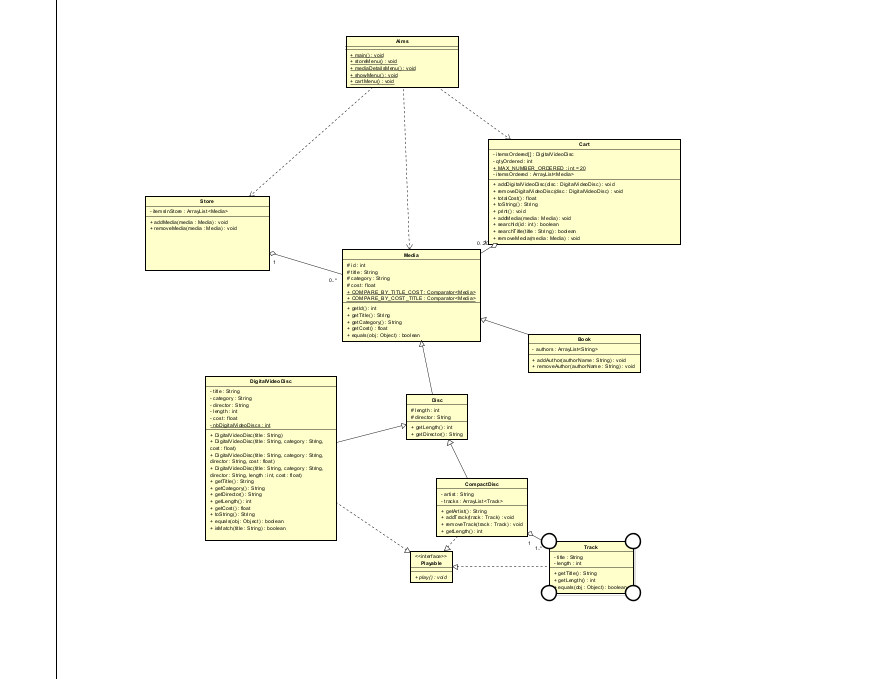 Aims
+ main() : void
+ storeMenu() : void
+ mediaDetailsMenu() : void
+ showMenu() : void
+ cartMenu() : void
Cart
- itemsOrdered[] : DigitalVideoDisc
- qtyOrdered : int
+ MAX_NUMBER_ORDERED : int = 20
- itemsOrdered : ArrayList<Media>
+ addDigitalVideoDisc(disc : DigitalVideoDisc) : void
+ removeDigitalVideoDisc(disc : DigitalVideoDisc) : void
+ totalCost() : float
+ toString() : String
+ print() : void
+ addMedia(media : Media) : void
+ searchId(id : int) : boolean
+ searchTitle(title : String) : boolean
+ removeMedia(media : Media) : void
Store
- itemsInStore : ArrayList<Media>
+ addMedia(media : Media) : void
+ removeMedia(media : Media) : void
1
0..*
Media
# id : int
# title : String
# category : String
# cost : float
+ COMPARE_BY_TITLE_COST : Comparator<Media>
+ COMPARE_BY_COST_TITLE : Comparator<Media>
+ getId() : int
+ getTitle() : String
+ getCategory() : String
+ getCost() : float
+ equals(obj : Object) : boolean
Book
- authors : ArrayList<String>
+ addAuthor(authorName : String) : void
+ removeAuthor(authorName : String) : void
DigitalVideoDisc
- title : String
- category : String
- director : String
- length : int
- cost : float
- nbDigitalVideoDiscs : int
+ DigitalVideoDisc(title : String)
+ DigitalVideoDisc(title : String, category : String,
cost : float)
+ DigitalVideoDisc(title : String, category : String,
director : String, cost : float)
+ DigitalVideoDisc(title : String, category : String,
director : String, length : int, cost : float)
+ getTitle() : String
+ getCategory() : String
+ getDirector() : String
+ getLength() : int
+ getCost() : float
+ toString() : String
+ equals(obj : Object) : boolean
+ isMatch(title : String) : boolean
Disc
# length : int
# director : String
+ getLength() : int
+ getDirector() : String
CompactDisc
- artist : String
- tracks : ArrayList<Track>
+ getArtist() : String
+ addTrack(track : Track) : void
+ removeTrack(track : Track) : void
+ getLength() : int
1
1..*
Track
- title : String
- length : int
+ getTitle() : String
+ getLength() : int
+ equals(obj : Object) : boolean
<<interface>>
Playable
+ play() : void